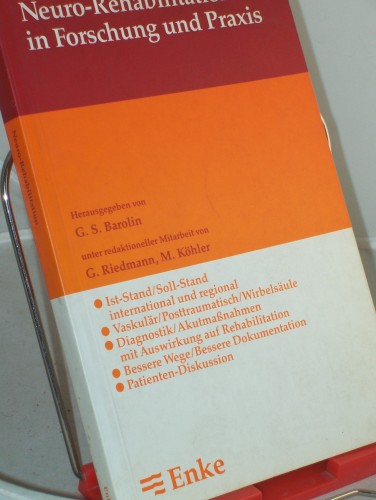 Neuro-Rehabilitation
in Forschung und Praxis
Herausgegeben von
G. S. Barolin
unter redaktioneller Mitarbeit von
G. Riedmann, M. Köhler
● Ist-Stand/Soll-Stand
international und regional
● Vaskulär/Posttraumatisch/Wirbelsäule
● Diagnostik/Akutmaßnahmen
mit Auswirkung auf Rehabilitation
● Bessere Wege/Bessere Dokumentation
● Patienten-Diskussion
Enke
Neuro-Rehabilitation